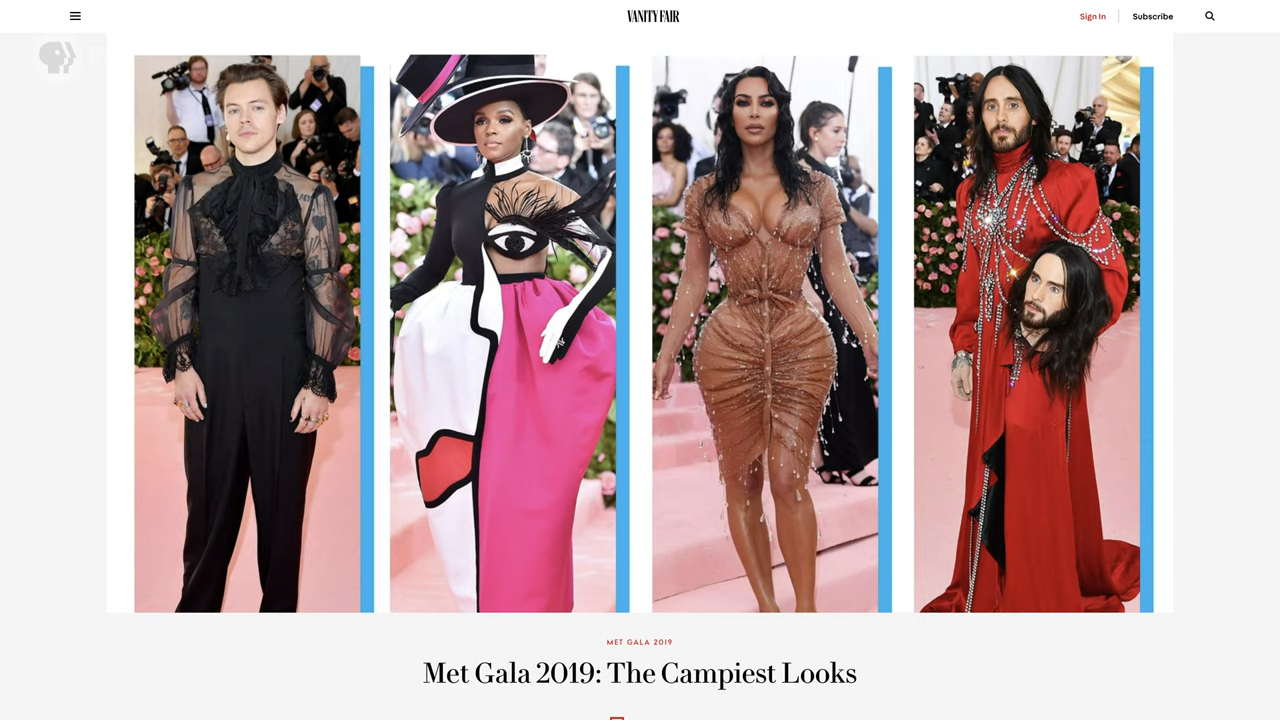 VANITY FAIR
Sign In
Subscribe
MET GALA 2019
Met Gala 2019: The Campiest Looks